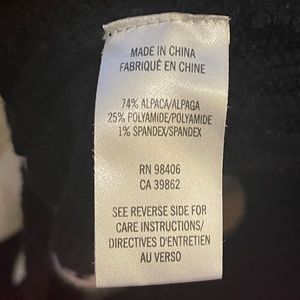 MADE IN CHINA
FABRIQUÉ EN CHINE
74% ALPACA/ALPAGA
25% POLYAMIDE/POLYAMIDE
1% SPANDEX/SPANDEX
RN 98406
CA 39862
SEE REVERSE SIDE FOR
CARE INSTRUCTIONS/
DIRECTIVES D'ENTRETIEN
AU VERSO